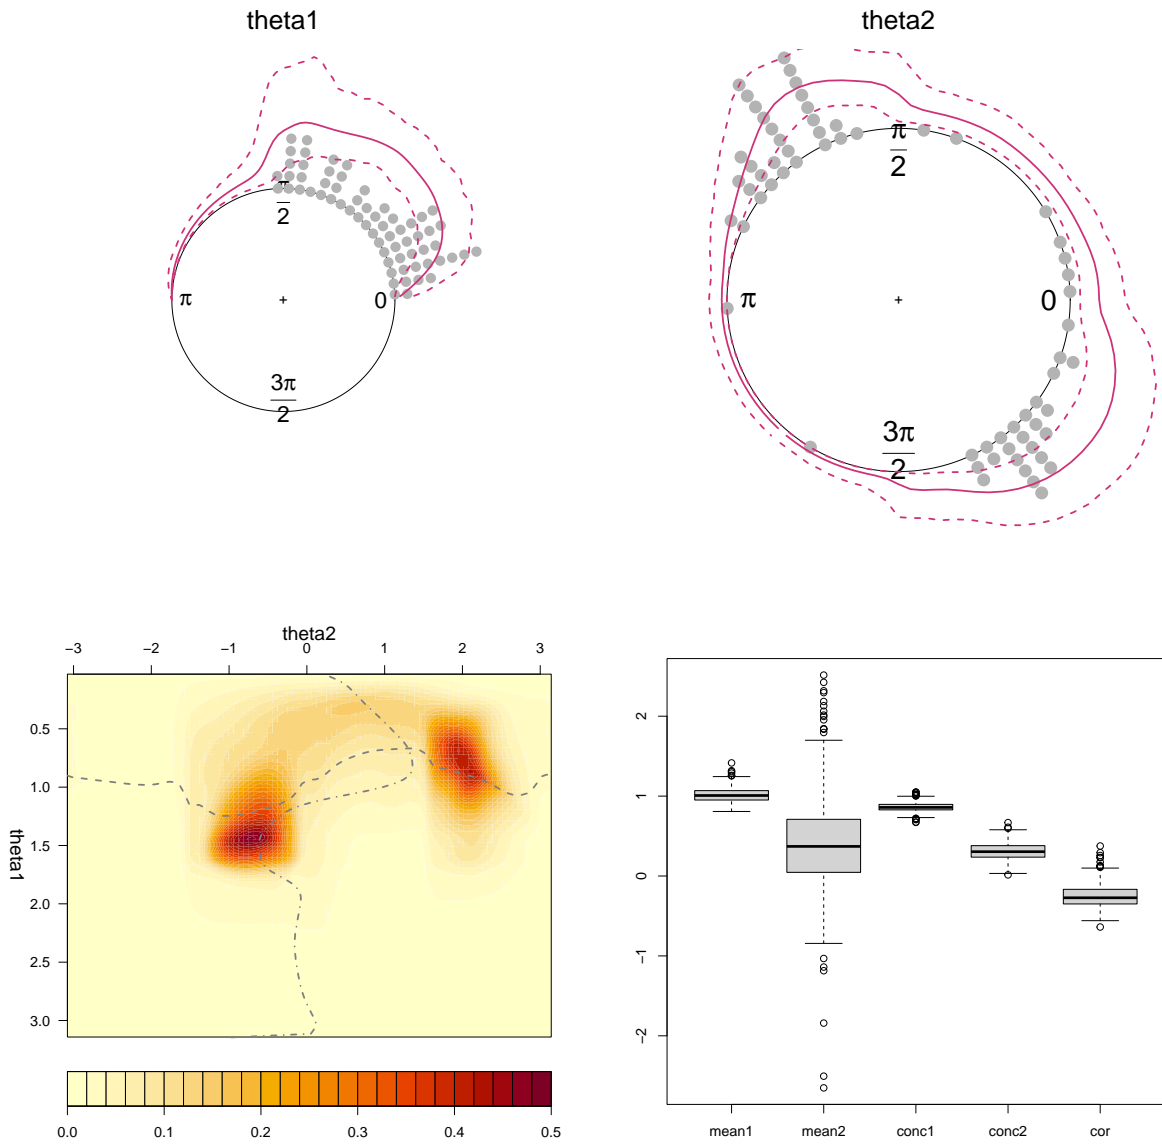 theta1
theta2
π
2
π
0
3π
2
π
2
π
0
3π
2
theta2
−3 −2 −1 0 1 2 3
theta1
0.5
1.0
1.5
2.0
2.5
3.0
0.0 0.1 0.2 0.3 0.4 0.5
2
1
0
−1
−2
mean1 mean2 conc1 conc2 cor